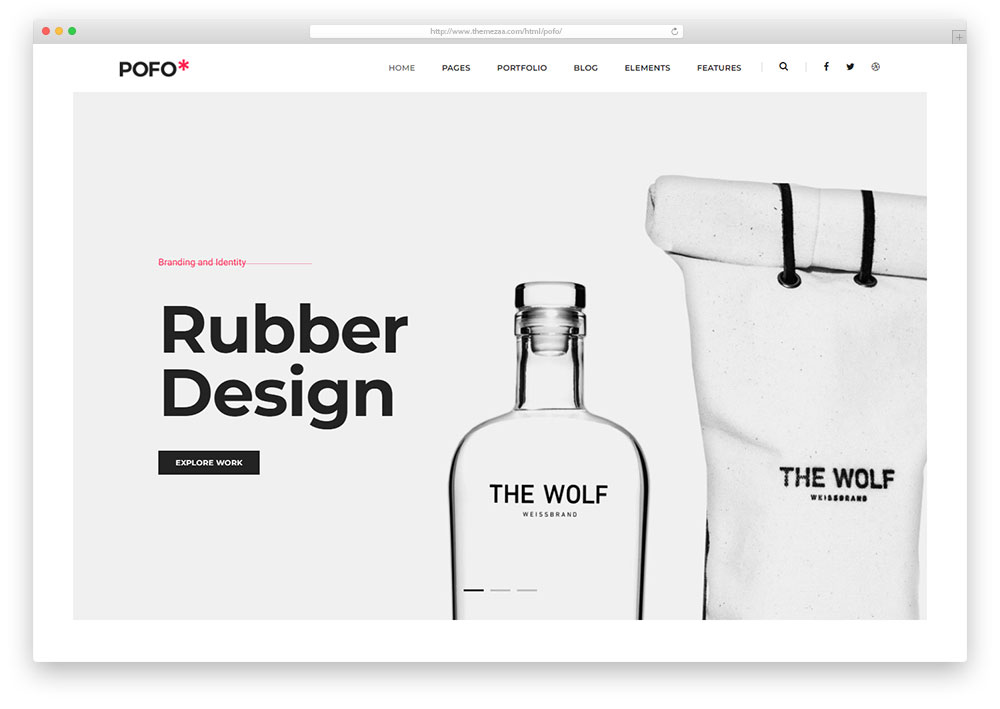 http://www.themezaa.com/html/pofo/
POFO*
HOME PAGES PORTFOLIO BLOG ELEMENTS FEATURES
Branding and Identity
Rubber
Design
EXPLORE WORK
THE WOLF
WEISSBRAND
THE WOLF
WEISSBRAND